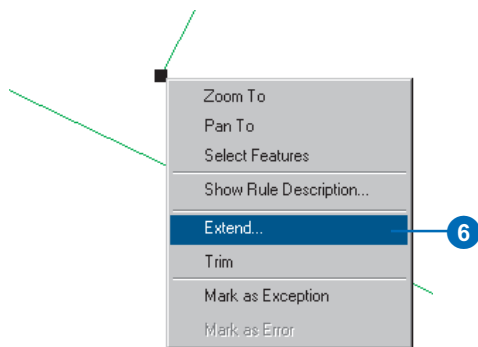 Zoom To
Pan To
Select Features
Show Rule Description...
Extend...
6
Trim
Mark as Exception
Mark as Error